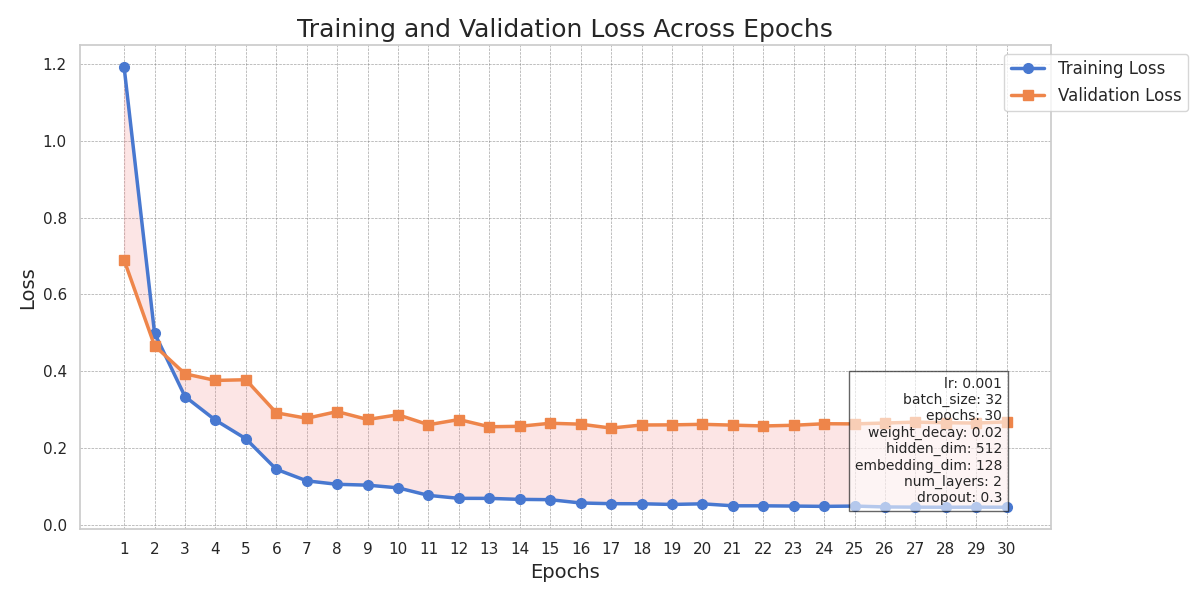 Training and Validation Loss Across Epochs
Training Loss
Validation Loss
Loss
1.2
1.0
0.8
0.6
0.4
0.2
0.0
lr: 0.001
batch_size: 32
epochs: 30
weight_decay: 0.02
hidden_dim: 512
embedding_dim: 128
num_layers: 2
dropout: 0.3
1 2 3 4 5 6 7 8 9 10 11 12 13 14 15 16 17 18 19 20 21 22 23 24 25 26 27 28 29 30
Epochs